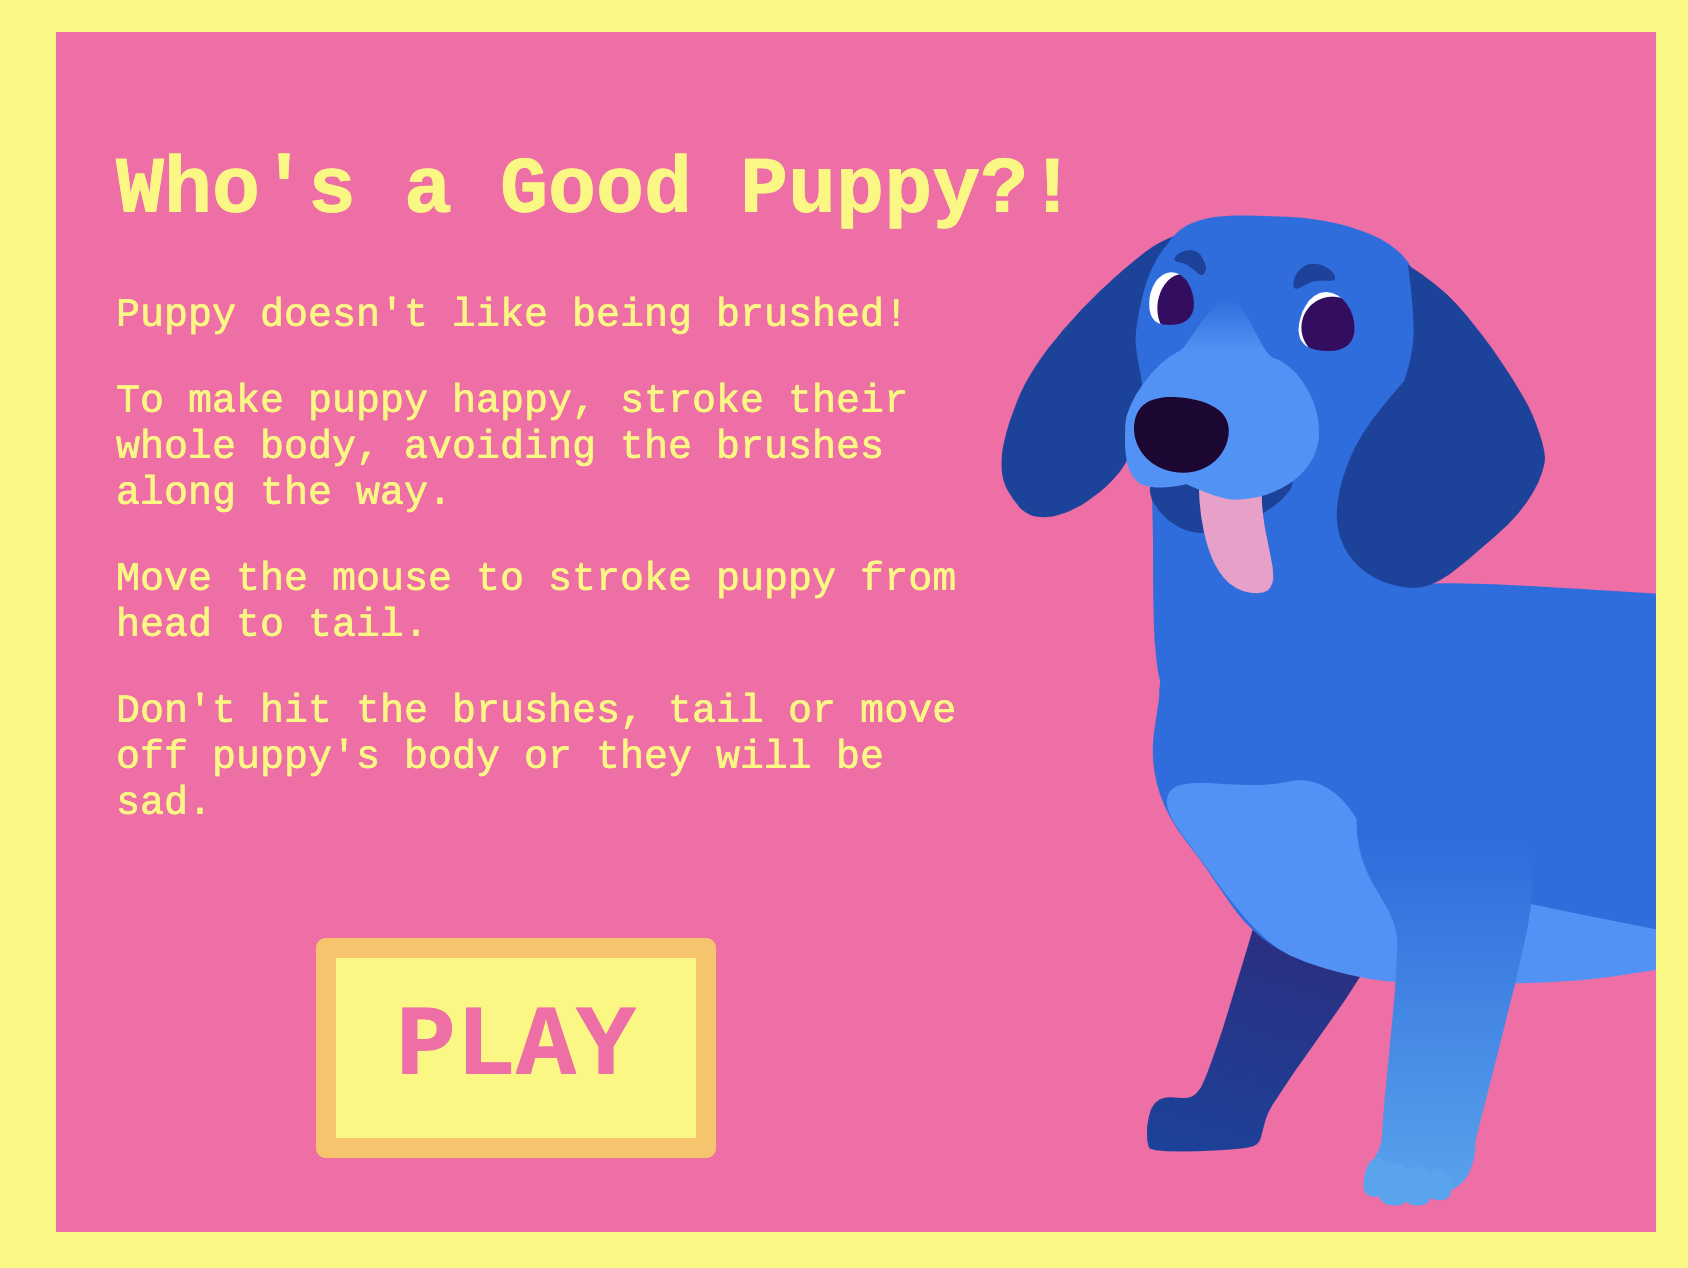 Who's a Good Puppy?!
Puppy doesn't like being brushed!
To make puppy happy, stroke their
whole body, avoiding the brushes
along the way.
Move the mouse to stroke puppy from
head to tail.
Don't hit the brushes, tail or move
off puppy's body or they will be
sad.
PLAY